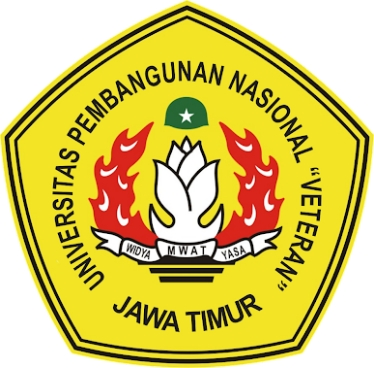 UNIVERSITAS PEMBANGUNAN NASIONAL "VETERAN"
WIDYA MWAT YASA
JAWA TIMUR